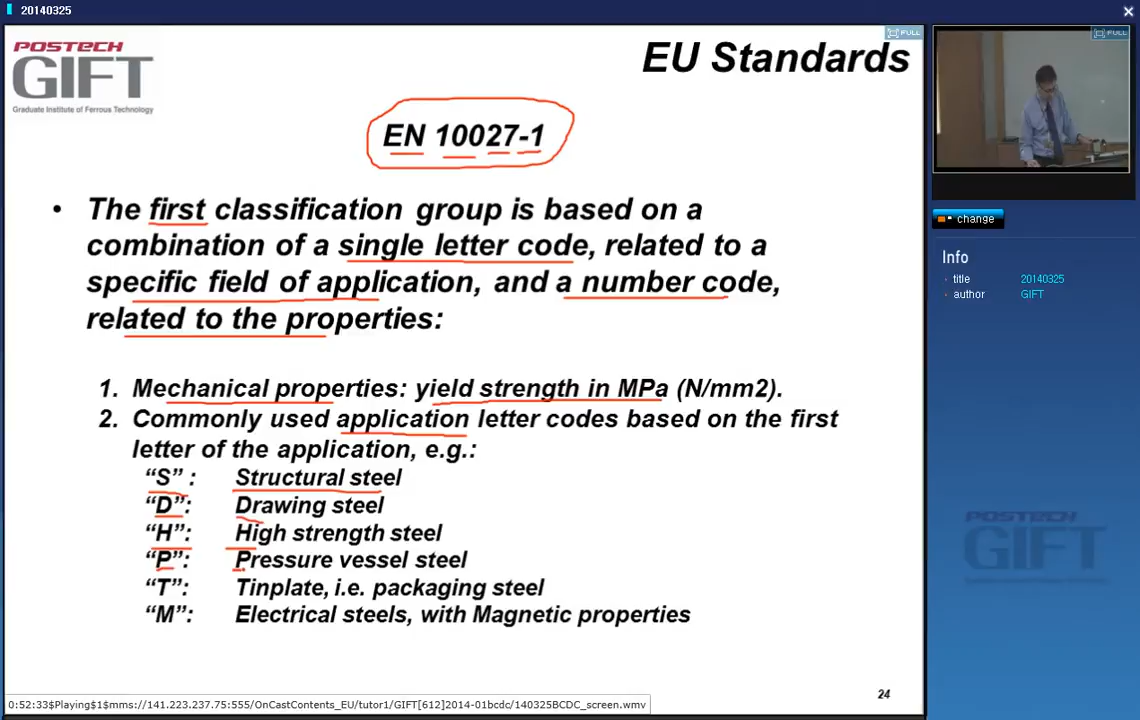 20140325
POSTECH
GIFT
Graduate Institute of Ferrous Technology
EU Standards
FULL
FULL
EN 10027-1
• The first classification group is based on a
combination of a single letter code, related to a
specific field of application, and a number code,
related to the properties:
1. Mechanical properties: yield strength in MPa (N/mm2).
2. Commonly used application letter codes based on the first
letter of the application, e.g.:
“S” : Structural steel
“D”: Drawing steel
“H”: High strength steel
“P”: Pressure vessel steel
“T”: Tinplate, i.e. packaging steel
“M”: Electrical steels, with Magnetic properties
24
0:52:33$Playing$1$mms://141.223.237.75:555/OnCastContents_EU/tutor1/GIFT[612]2014-01bcdc/140325BCDC_screen.wmv
change
Info
title 20140325
author GIFT
POSTECH
GIFT